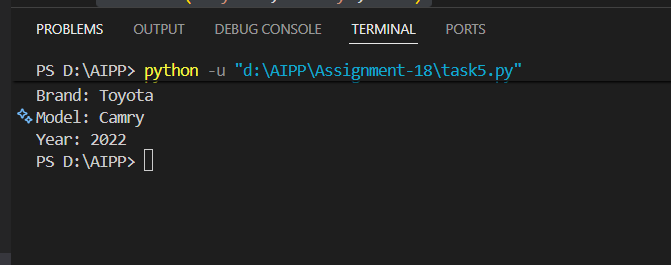 PROBLEMS OUTPUT DEBUG CONSOLE TERMINAL PORTS
PS D:\AIPP> python -u "d:\AIPP\Assignment-18\task5.py"
Brand: Toyota
Model: Camry
Year: 2022
PS D:\AIPP>